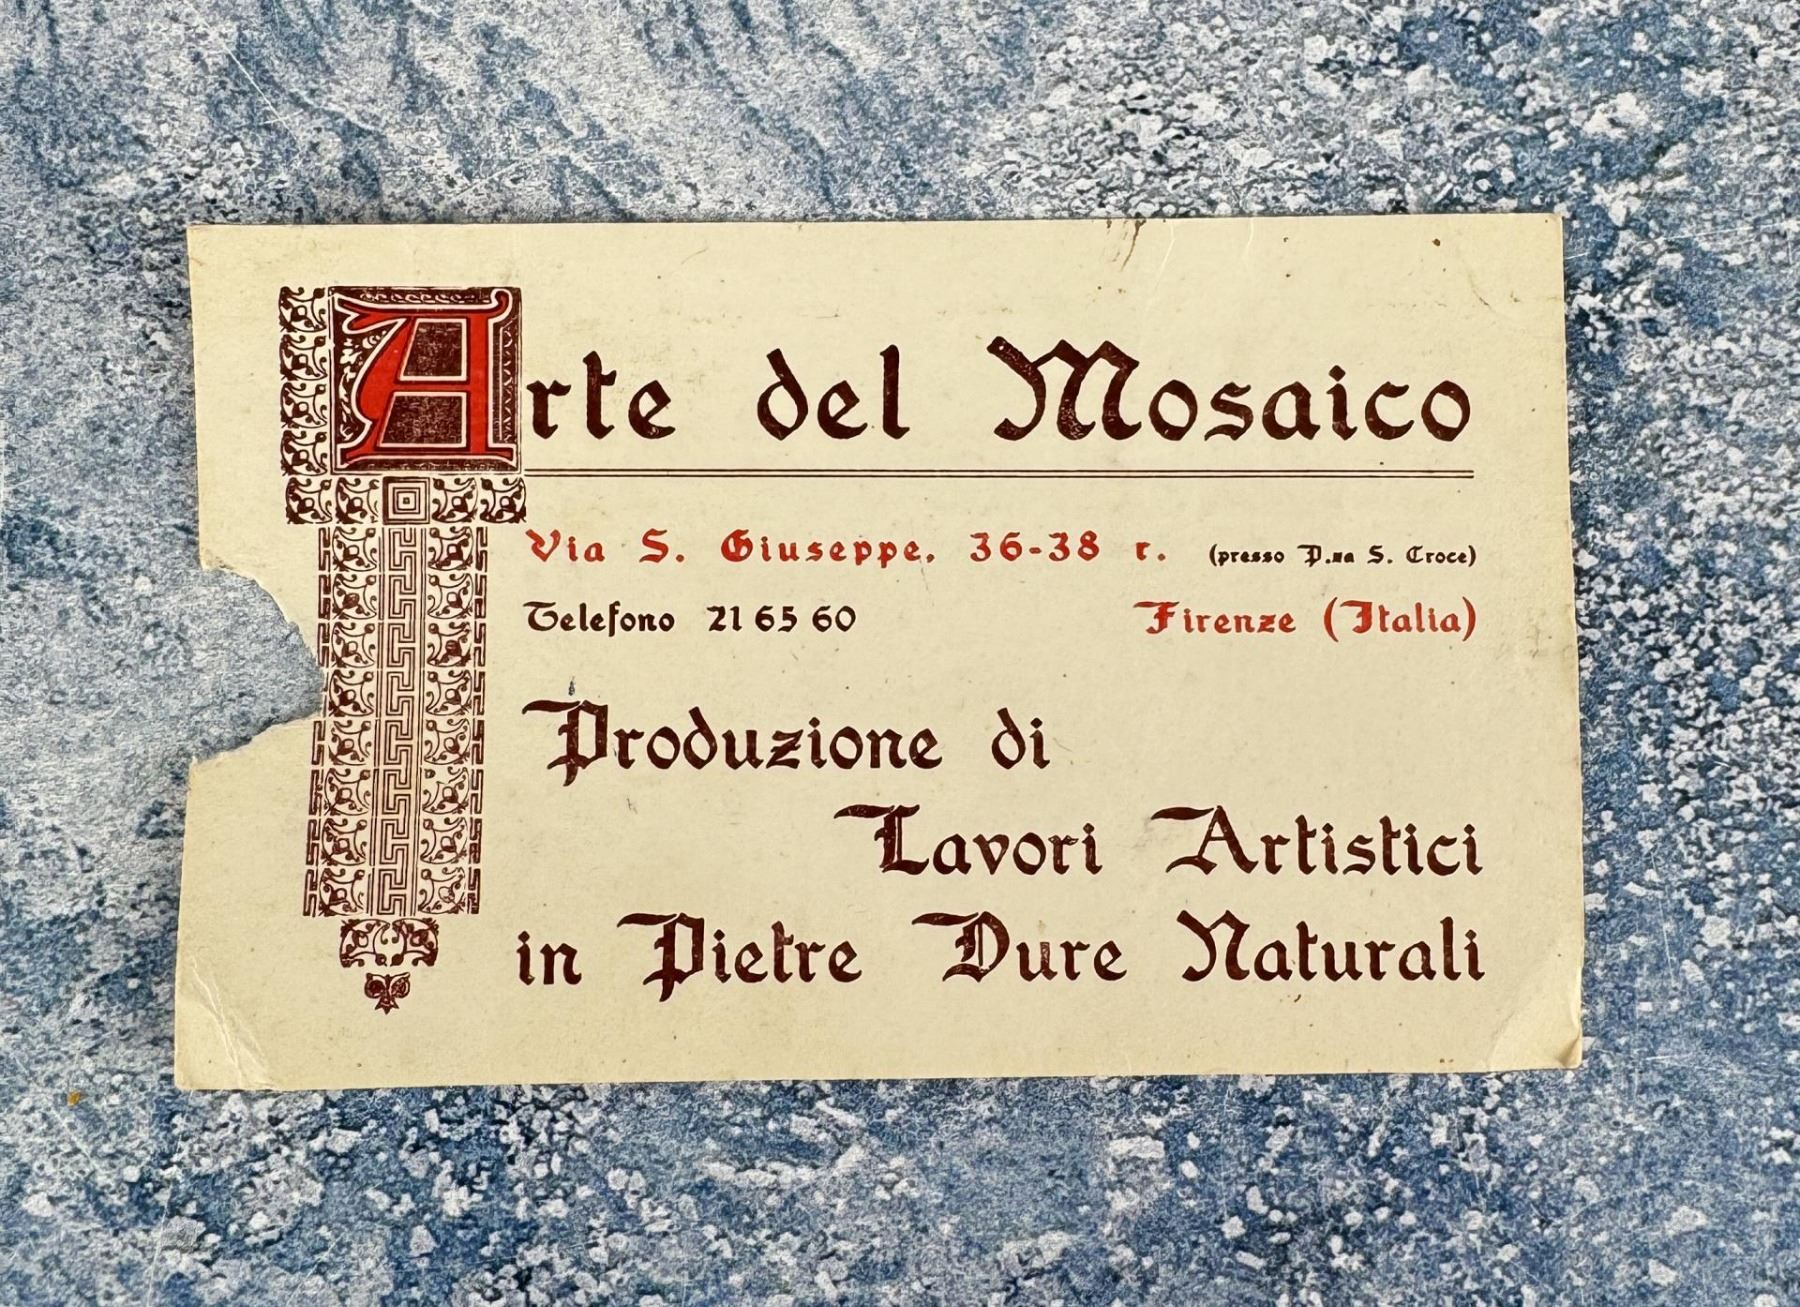 Arte del Mosaico
Via S. Giuseppe, 36-38 r. (presso P.za S. Croce)
Telefono 21 65 60 Firenze (Italia)
Produzione di
Lavori Artistici
in Pietre Dure Naturali